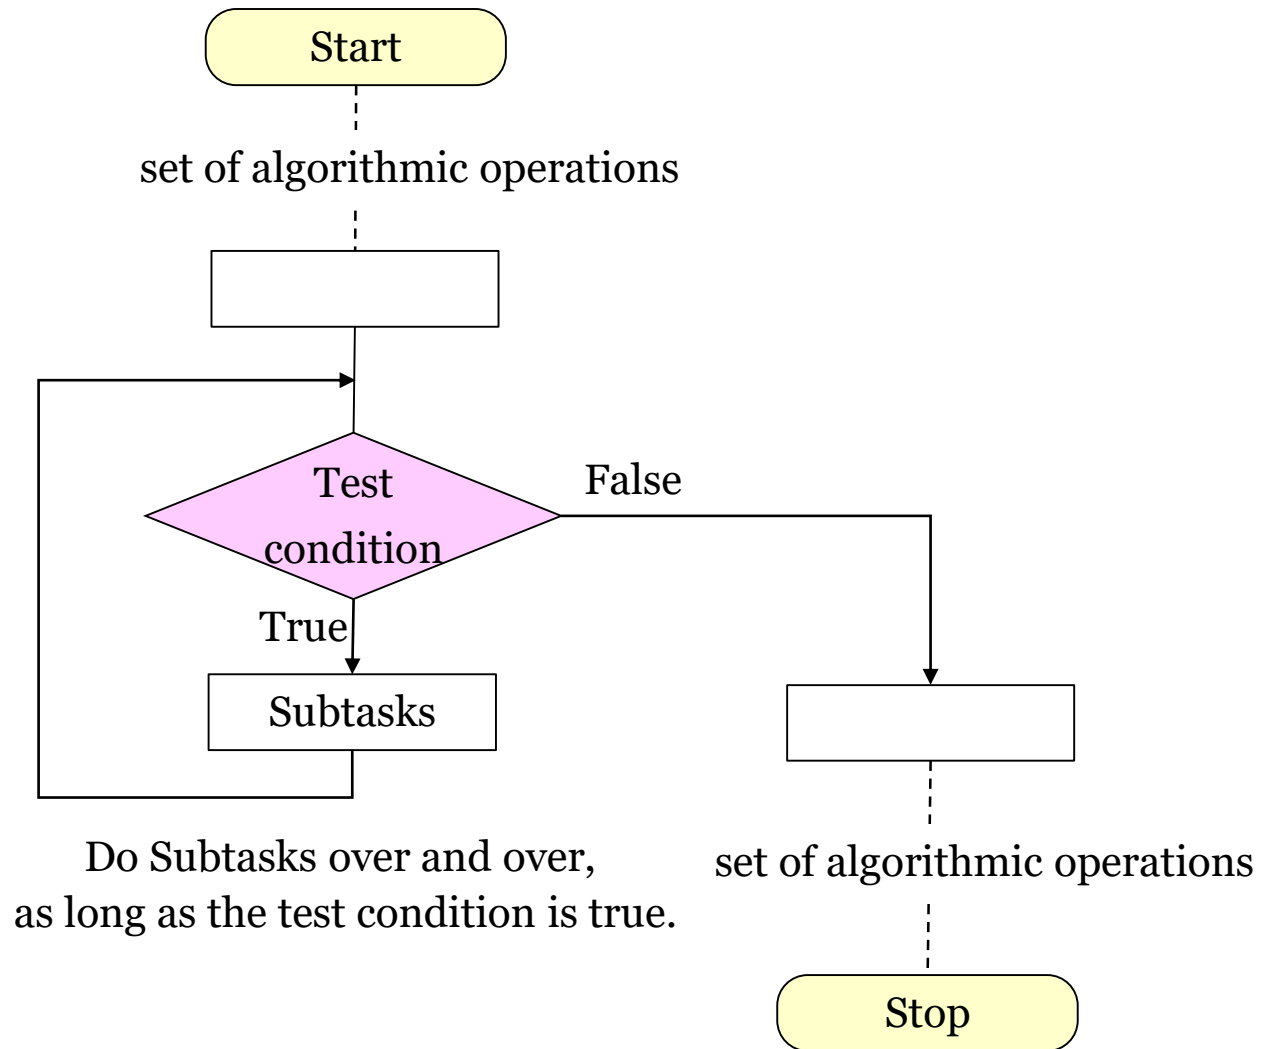 Start
set of algorithmic operations
Test
condition
False
True
Subtasks
Do Subtasks over and over,
as long as the test condition is true.
set of algorithmic operations
Stop